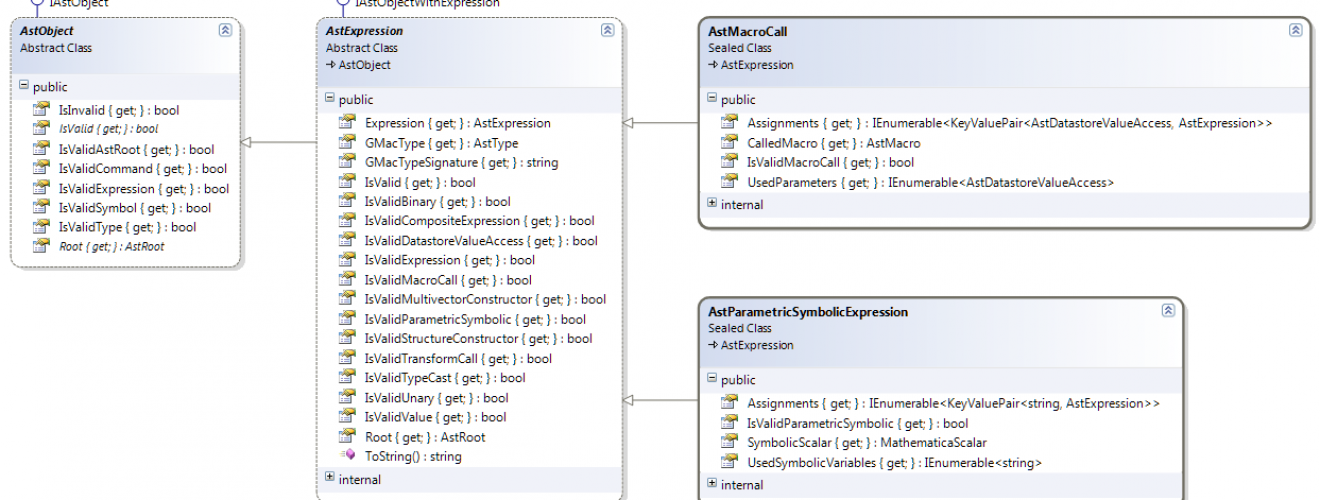 IAstObject
AstObject
Abstract Class
public
IsInvalid { get; } : bool
IsValid { get; } : bool
IsValidAstRoot { get; } : bool
IsValidCommand { get; } : bool
IsValidExpression { get; } : bool
IsValidSymbol { get; } : bool
IsValidType { get; } : bool
Root { get; } : AstRoot
IAstObjectWithExpression
AstExpression
Abstract Class
AstObject
public
Expression { get; } : AstExpression
GMacType { get; } : AstType
GMacTypeSignature { get; } : string
IsValid { get; } : bool
IsValidBinary { get; } : bool
IsValidCompositeExpression { get; } : bool
IsValidDatastoreValueAccess { get; } : bool
IsValidExpression { get; } : bool
IsValidMacroCall { get; } : bool
IsValidMultivectorConstructor { get; } : bool
IsValidParametricSymbolic { get; } : bool
IsValidStructureConstructor { get; } : bool
IsValidTransformCall { get; } : bool
IsValidTypeCast { get; } : bool
IsValidUnary { get; } : bool
IsValidValue { get; } : bool
Root { get; } : AstRoot
ToString() : string
internal
AstMacroCall
Sealed Class
AstExpression
public
Assignments { get; } : IEnumerable<KeyValuePair<AstDatastoreValueAccess, AstExpression>>
CalledMacro { get; } : AstMacro
IsValidMacroCall { get; } : bool
UsedParameters { get; } : IEnumerable<AstDatastoreValueAccess>
internal
AstParametricSymbolicExpression
Sealed Class
AstExpression
public
Assignments { get; } : IEnumerable<KeyValuePair<string, AstExpression>>
IsValidParametricSymbolic { get; } : bool
SymbolicScalar { get; } : MathematicaScalar
UsedSymbolicVariables { get; } : IEnumerable<string>
internal